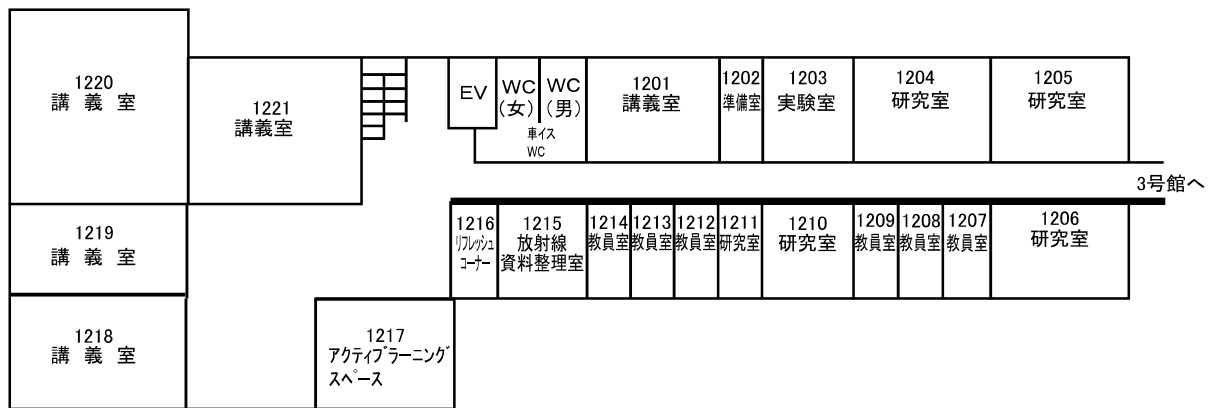 1220
講 義 室
1221
講義室
EV
WC
(女)
WC
(男)
車イス
WC
1201
講義室
1202
準備室
1203
実験室
1204
研究室
1205
研究室
3号館へ
1219
講 義 室
1218
講 義 室
1217
アクティブラーニング
スペース
1216
リフレッシュ
コーナー
1215
放射線
資料整理室
1214
教員室
1213
教員室
1212
教員室
1211
研究室
1210
研究室
1209
教員室
1208
教員室
1207
教員室
1206
研究室